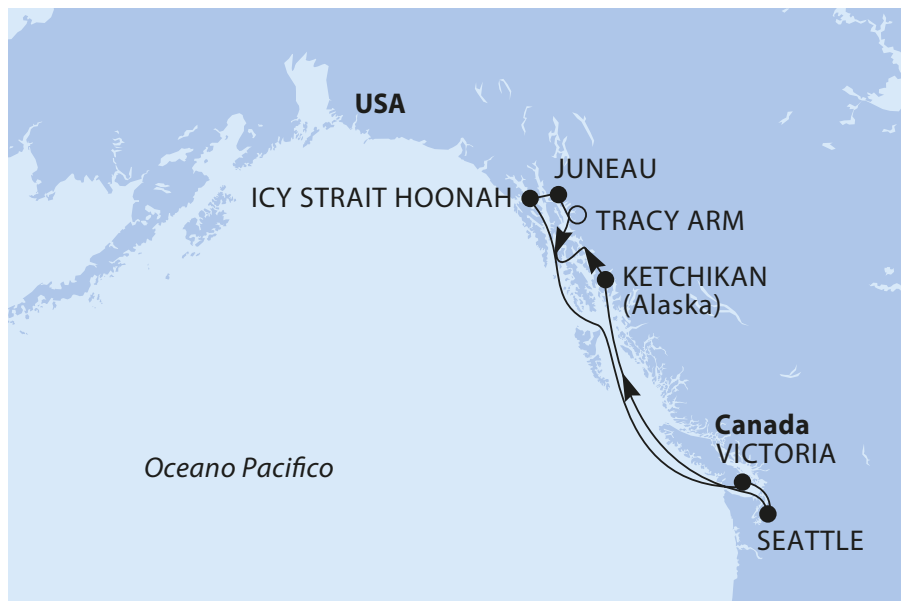 USA
JUNEAU
ICY STRAIT HOONAH
TRACY ARM
KETCHIKAN
(Alaska)
Canada
VICTORIA
Oceano Pacifico
SEATTLE